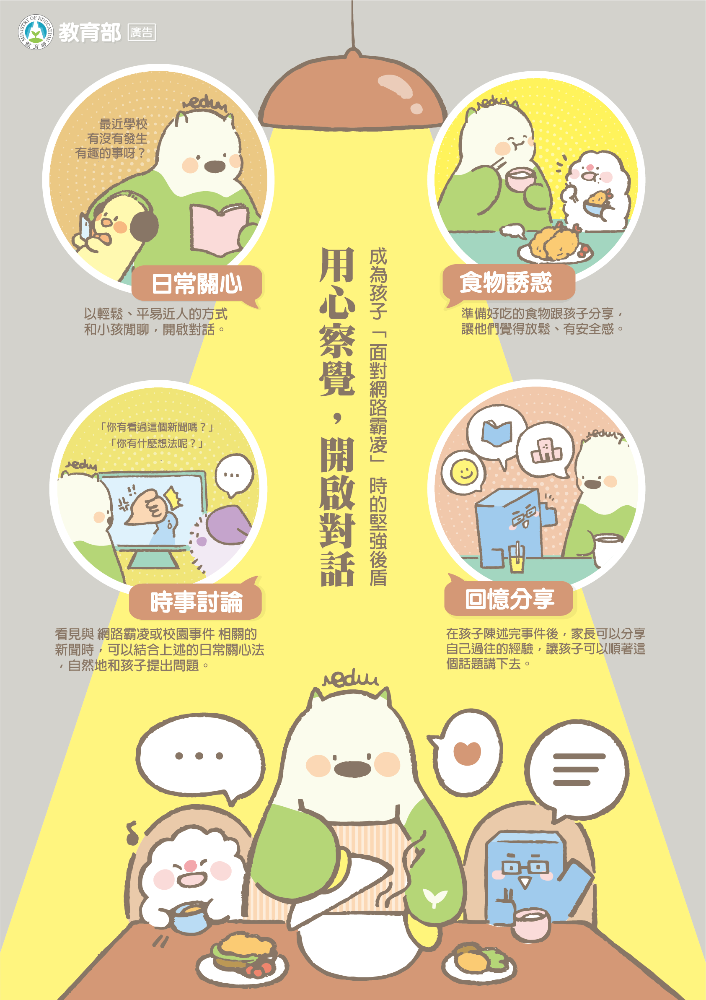 MINISTRY OF EDUCATION
教育部
教育部
廣告
成為孩子「面對網路霸凌」時的堅強後盾
用心察覺，開啟對話
edu
最近學校
有沒有發生
有趣的事呀？
日常關心
以輕鬆、平易近人的方式
和小孩閒聊，開啟對話。
edu
食物誘惑
準備好吃的食物跟孩子分享，
讓他們覺得放鬆、有安全感。
「你有看過這個新聞嗎？」
「你有什麼想法呢？」
edu
時事討論
看見與 網路霸凌或校園事件 相關的
新聞時，可以結合上述的日常關心法
，自然地和孩子提出問題。
edu
回憶分享
在孩子陳述完事件後，家長可以分享
自己過往的經驗，讓孩子可以順著這
個話題講下去。
edu